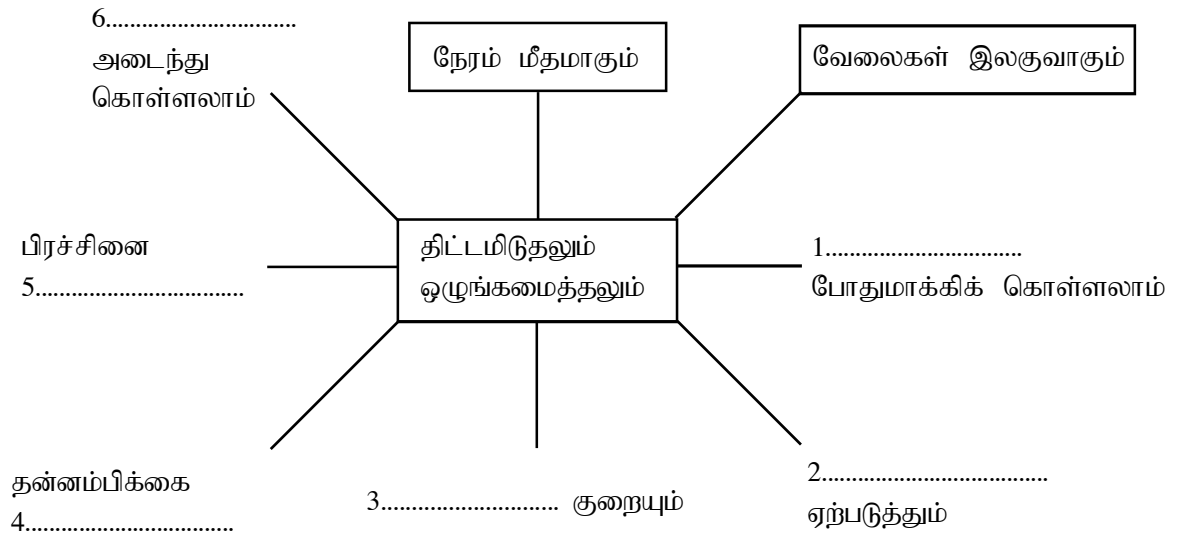 6................................
அடைந்து
கொள்ளலாம்
நேரம் மீதமாகும்
வேலைகள் இலகுவாகும்
பிரச்சினை
5...................................
திட்டமிடுதலும்
ஒழுங்கமைத்தலும்
1.................................
போதுமாக்கிக் கொள்ளலாம்
தன்னம்பிக்கை
4...................................
3.............................. குறையும்
2......................................
ஏற்படுத்தும்